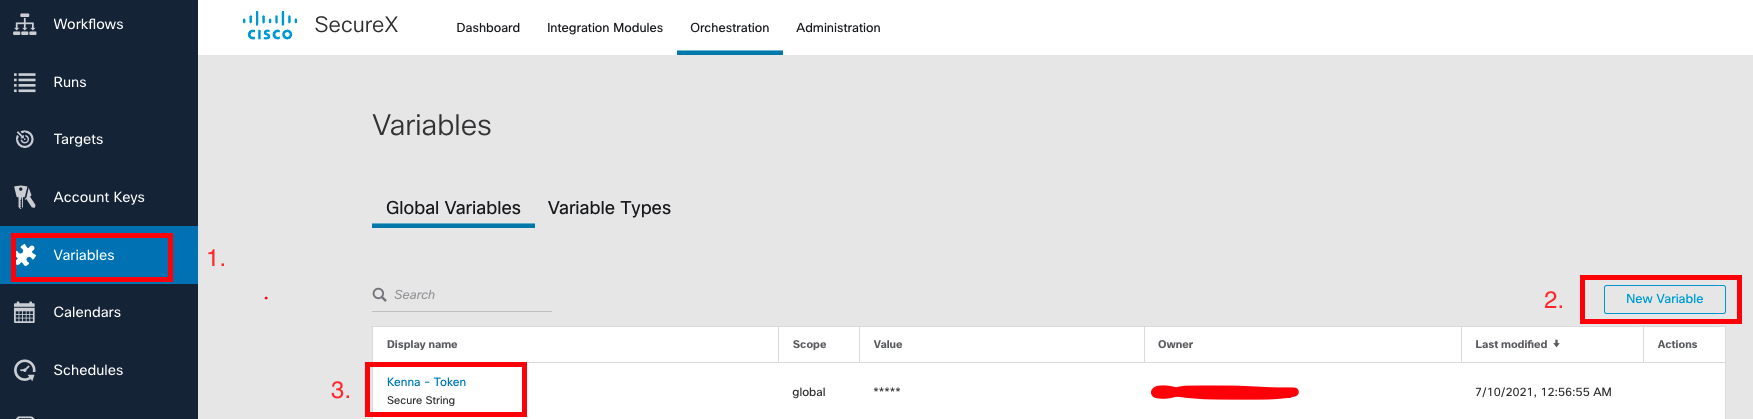 Workflows
Runs
Targets
Account Keys
Variables
Calendars
Schedules
CISCO SecureX Dashboard Integration Modules Orchestration Administration
Variables
Global Variables Variable Types
1.
Search
2. New Variable
Display name Scope Value Owner Last modified Actions
3. Kenna - Token
Secure String
global ***** 7/10/2021, 12:56:55 AM